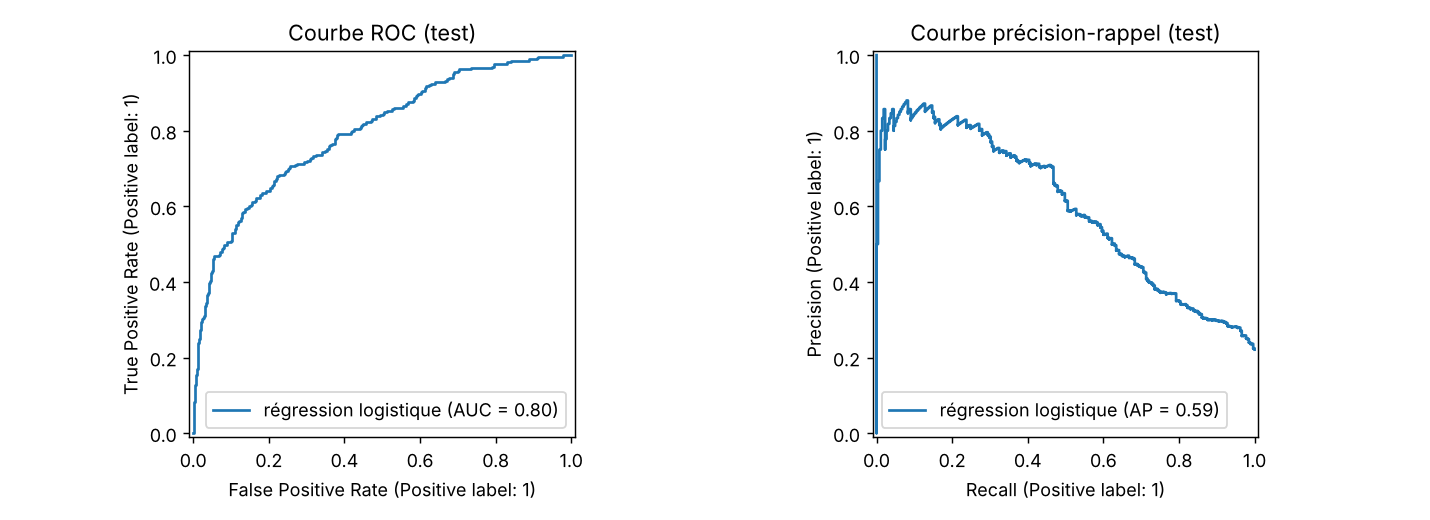 Courbe ROC (test)
True Positive Rate (Positive label: 1)
1.0
0.8
0.6
0.4
0.2
0.0
régression logistique (AUC = 0.80)
0.0 0.2 0.4 0.6 0.8 1.0
False Positive Rate (Positive label: 1)
Courbe précision-rappel (test)
Precision (Positive label: 1)
1.0
0.8
0.6
0.4
0.2
0.0
régression logistique (AP = 0.59)
0.0 0.2 0.4 0.6 0.8 1.0
Recall (Positive label: 1)